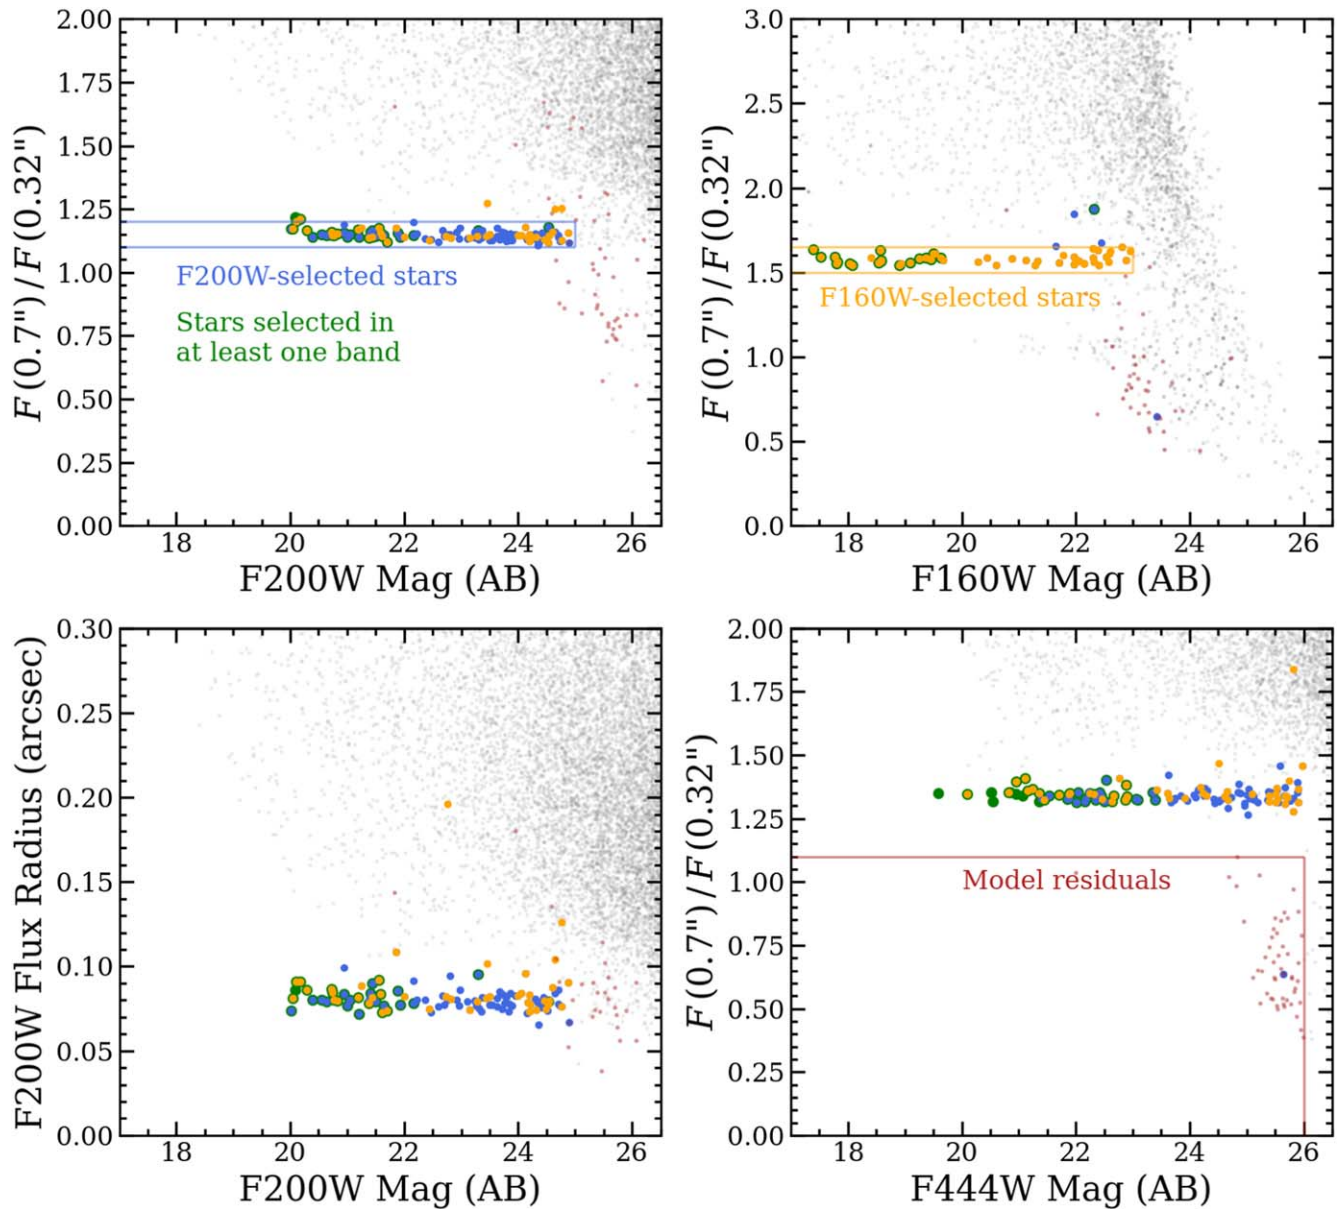 2.00
1.75
1.50
1.25
1.00
0.75
0.50
0.25
0.00
F(0.7")/F(0.32")
F200W-selected stars
Stars selected in
at least one band
18 20 22 24 26
F200W Mag (AB)
3.0
2.5
2.0
1.5
1.0
0.5
0.0
F(0.7")/F(0.32")
F160W-selected stars
18 20 22 24 26
F160W Mag (AB)
0.30
0.25
0.20
0.15
0.10
0.05
0.00
F200W Flux Radius (arcsec)
18 20 22 24 26
F200W Mag (AB)
2.00
1.75
1.50
1.25
1.00
0.75
0.50
0.25
0.00
F(0.7")/F(0.32")
Model residuals
18 20 22 24 26
F444W Mag (AB)